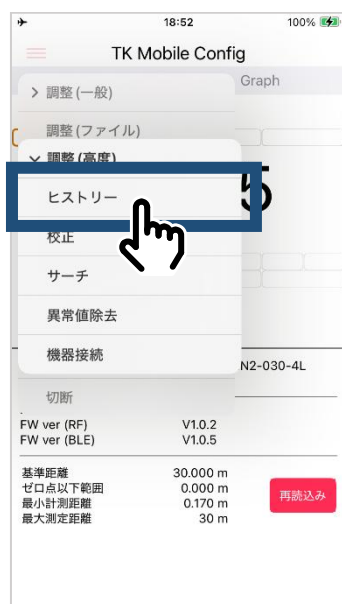 18:52
100%
TK Mobile Config
Graph
調整 (一般)
調整 (ファイル)
調整 (高度)
ヒストリー
5
校正
サーチ
異常値除去
機器接続
N2-030-4L
切断
FW ver (RF) V1.0.2
FW ver (BLE) V1.0.5
基準距離 30.000 m
ゼロ点以下範囲 0.000 m
最小計測距離 0.170 m
最大測定距離 30 m
再読込み